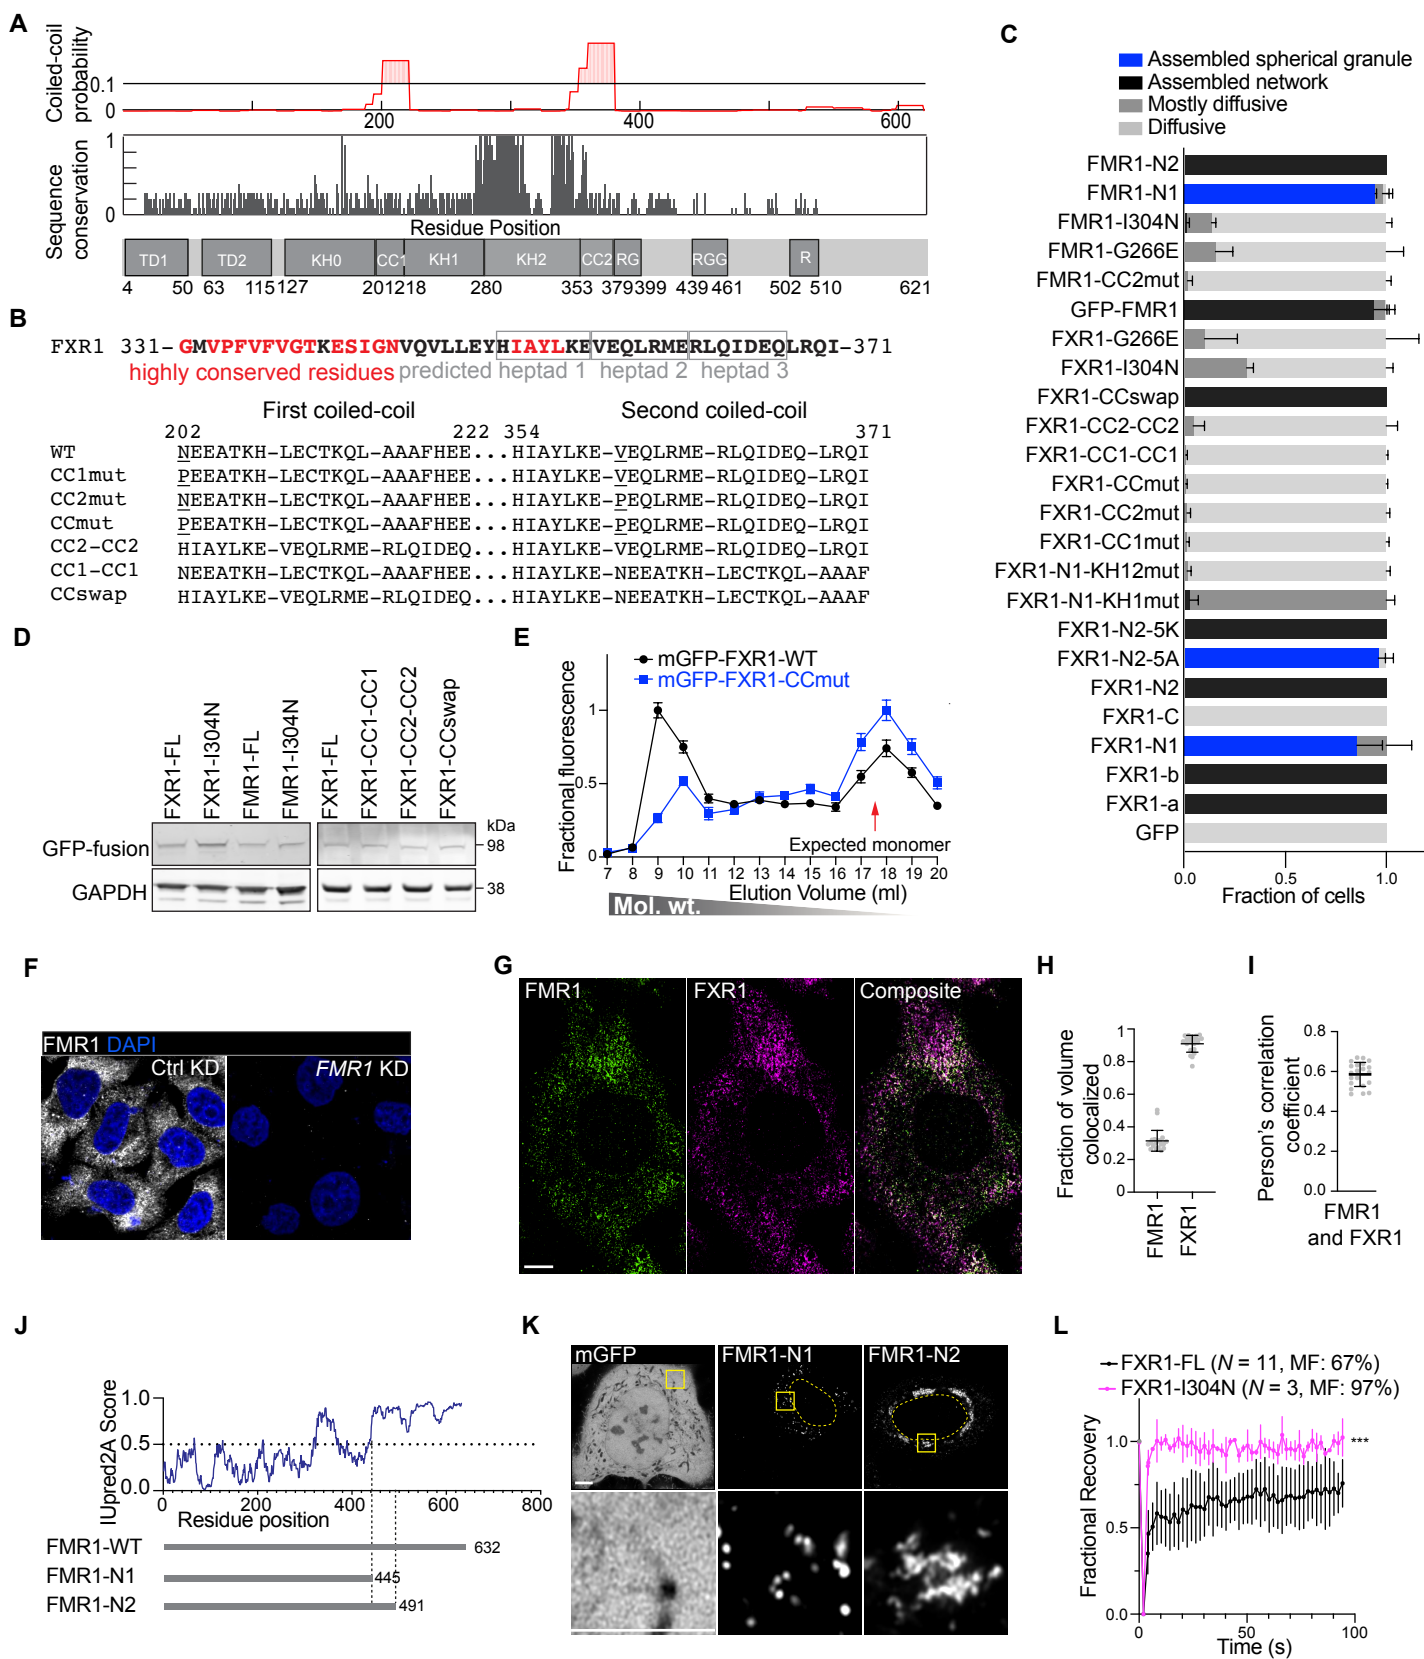 A
Coiled-coil
probability
0.1
0
200
400
600
Sequence
conservation
1
0
Residue Position
TD1
TD2
KH0
CC1
KH1
KH2
CC2
RG
RGG
R
4
50
63
115
127
201
218
280
353
379
399
439
461
502
510
621
B
FXR1 331-GMVPFVFVGTKESIGNVQVLLEYHIAYLKEVEQLRMERLQIDEQLRQI-371
highly conserved residues predicted heptad 1 heptad 2 heptad 3
First coiled-coil
Second coiled-coil
202
222
354
371
WT NEEATKH-LECTKQL-AAAFHEE...HIAYLKE-VEQLRME-RLQIDEQ-LRQI
CC1mut PEEATKH-LECTKQL-AAAFHEE...HIAYLKE-VEQLRME-RLQIDEQ-LRQI
CC2mut NEEATKH-LECTKQL-AAAFHEE...HIAYLKE-PEQLRME-RLQIDEQ-LRQI
CCmut PEEATKH-LECTKQL-AAAFHEE...HIAYLKE-PEQLRME-RLQIDEQ-LRQI
CC2-CC2 HIAYLKE-VEQLRME-RLQIDEQ...HIAYLKE-VEQLRME-RLQIDEQ-LRQI
CC1-CC1 NEEATKH-LECTKQL-AAAFHEE...HIAYLKE-NEEATKH-LECTKQL-AAAF
CCswap HIAYLKE-VEQLRME-RLQIDEQ...HIAYLKE-NEEATKH-LECTKQL-AAAF
C
Assembled spherical granule
Assembled network
Mostly diffusive
Diffusive
FMR1-N2
FMR1-N1
FMR1-I304N
FMR1-G266E
FMR1-CC2mut
GFP-FMR1
FXR1-G266E
FXR1-I304N
FXR1-CCswap
FXR1-CC2-CC2
FXR1-CC1-CC1
FXR1-CCmut
FXR1-CC2mut
FXR1-CC1mut
FXR1-N1-KH12mut
FXR1-N1-KH1mut
FXR1-N2-5K
FXR1-N2-5A
FXR1-N2
FXR1-C
FXR1-N1
FXR1-b
FXR1-a
GFP
0.0
0.5
1.0
Fraction of cells
D
FXR1-FL
FXR1-I304N
FMR1-FL
FMR1-I304N
FXR1-FL
FXR1-CC1-CC1
FXR1-CC2-CC2
FXR1-CCswap
kDa
GFP-fusion
98
GAPDH
38
E
mGFP-FXR1-WT
mGFP-FXR1-CCmut
Fractional fluorescence
1
0.5
0
Expected monomer
7 8 9 10 11 12 13 14 15 16 17 18 19 20
Elution Volume (ml)
Mol. wt.
F
FMR1 DAPI
Ctrl KD
FMR1 KD
G
FMR1
FXR1
Composite
H
Fraction of volume
colocalized
1
0.8
0.6
0.4
0.2
0
FMR1
FXR1
I
Person's correlation
coefficient
0.8
0.6
0.4
0.2
0.0
FMR1
and FXR1
J
IUpred2A Score
1.0
0.5
0.0
0
200
400
600
800
Residue position
FMR1-WT
632
FMR1-N1
445
FMR1-N2
491
K
mGFP
FMR1-N1
FMR1-N2
L
FXR1-FL (N = 11, MF: 67%)
FXR1-I304N (N = 3, MF: 97%)
Fractional Recovery
1.0
0.5
0.0
***
0
50
100
Time (s)